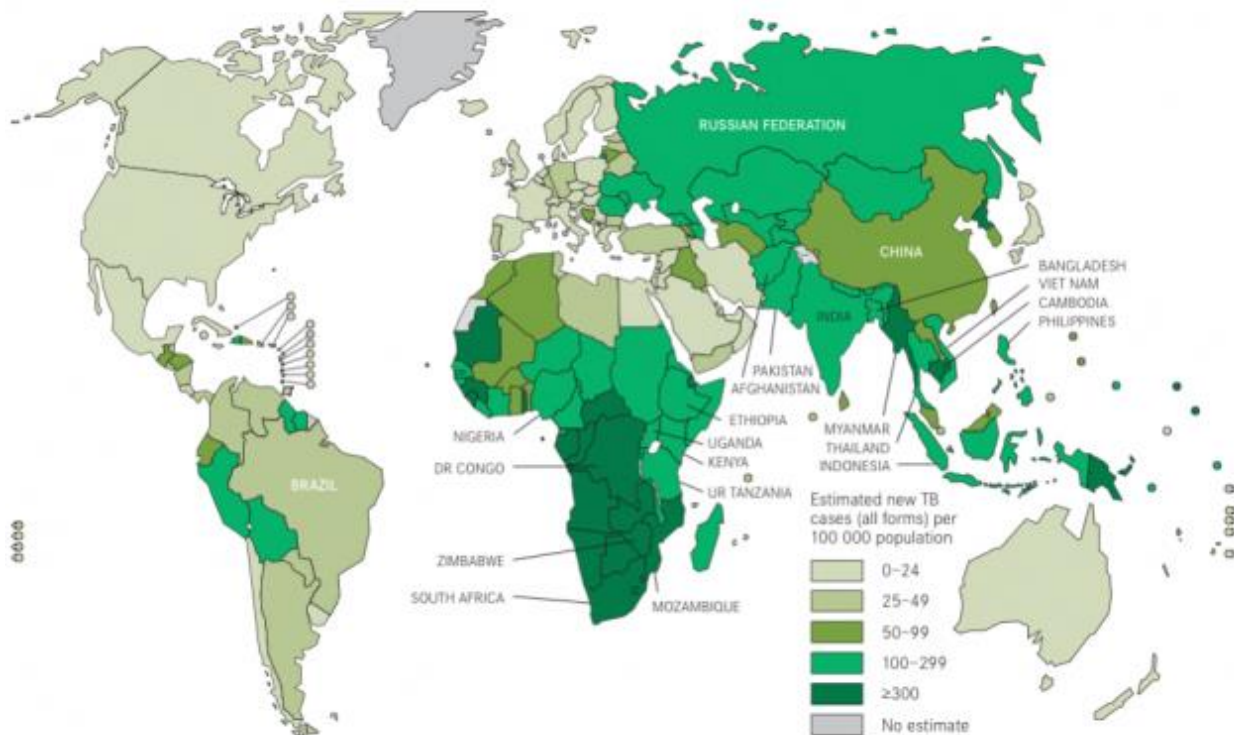 RUSSIAN FEDERATION
CHINA
BANGLADESH
VIET NAM
CAMBODIA
PHILIPPINES
INDIA
PAKISTAN
AFGHANISTAN
ETHIOPIA
NIGERIA
UGANDA
MYANMAR
THAILAND
KENYA
DR CONGO
INDONESIA
BRAZIL
UR TANZANIA
Estimated new TB
cases (all forms) per
100 000 population
ZIMBABWE
0–24
SOUTH AFRICA
MOZAMBIQUE
25–49
50–99
100–299
≥300
No estimate